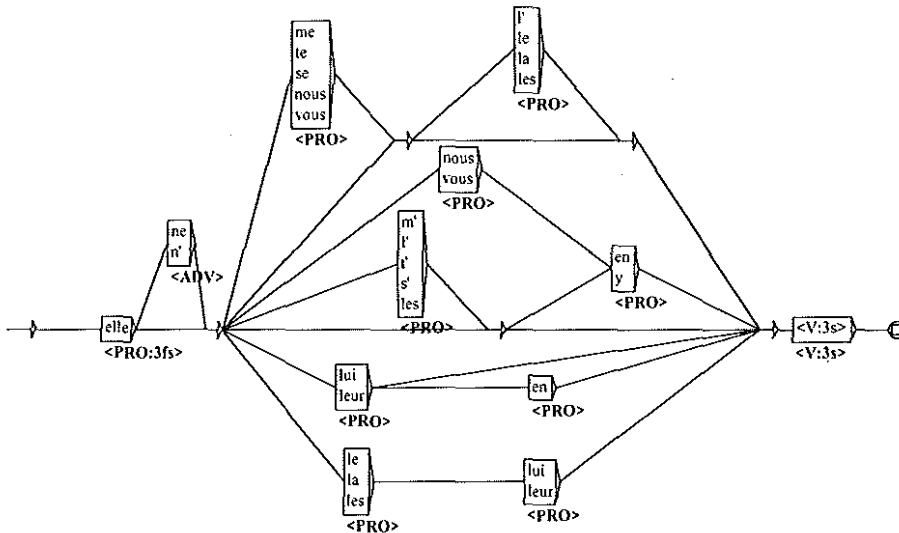 me
te
se
nous
vous
<PRO>
l'
le
la
les
<PRO>
nous
vous
<PRO>
ne
n'
<ADV>
m'
l'
t'
s'
les
<PRO>
en
y
<PRO>
elle
<PRO:3fs>
<V:3s>
<V:3s>
lui
leur
<PRO>
en
<PRO>
le
la
les
<PRO>
lui
leur
<PRO>